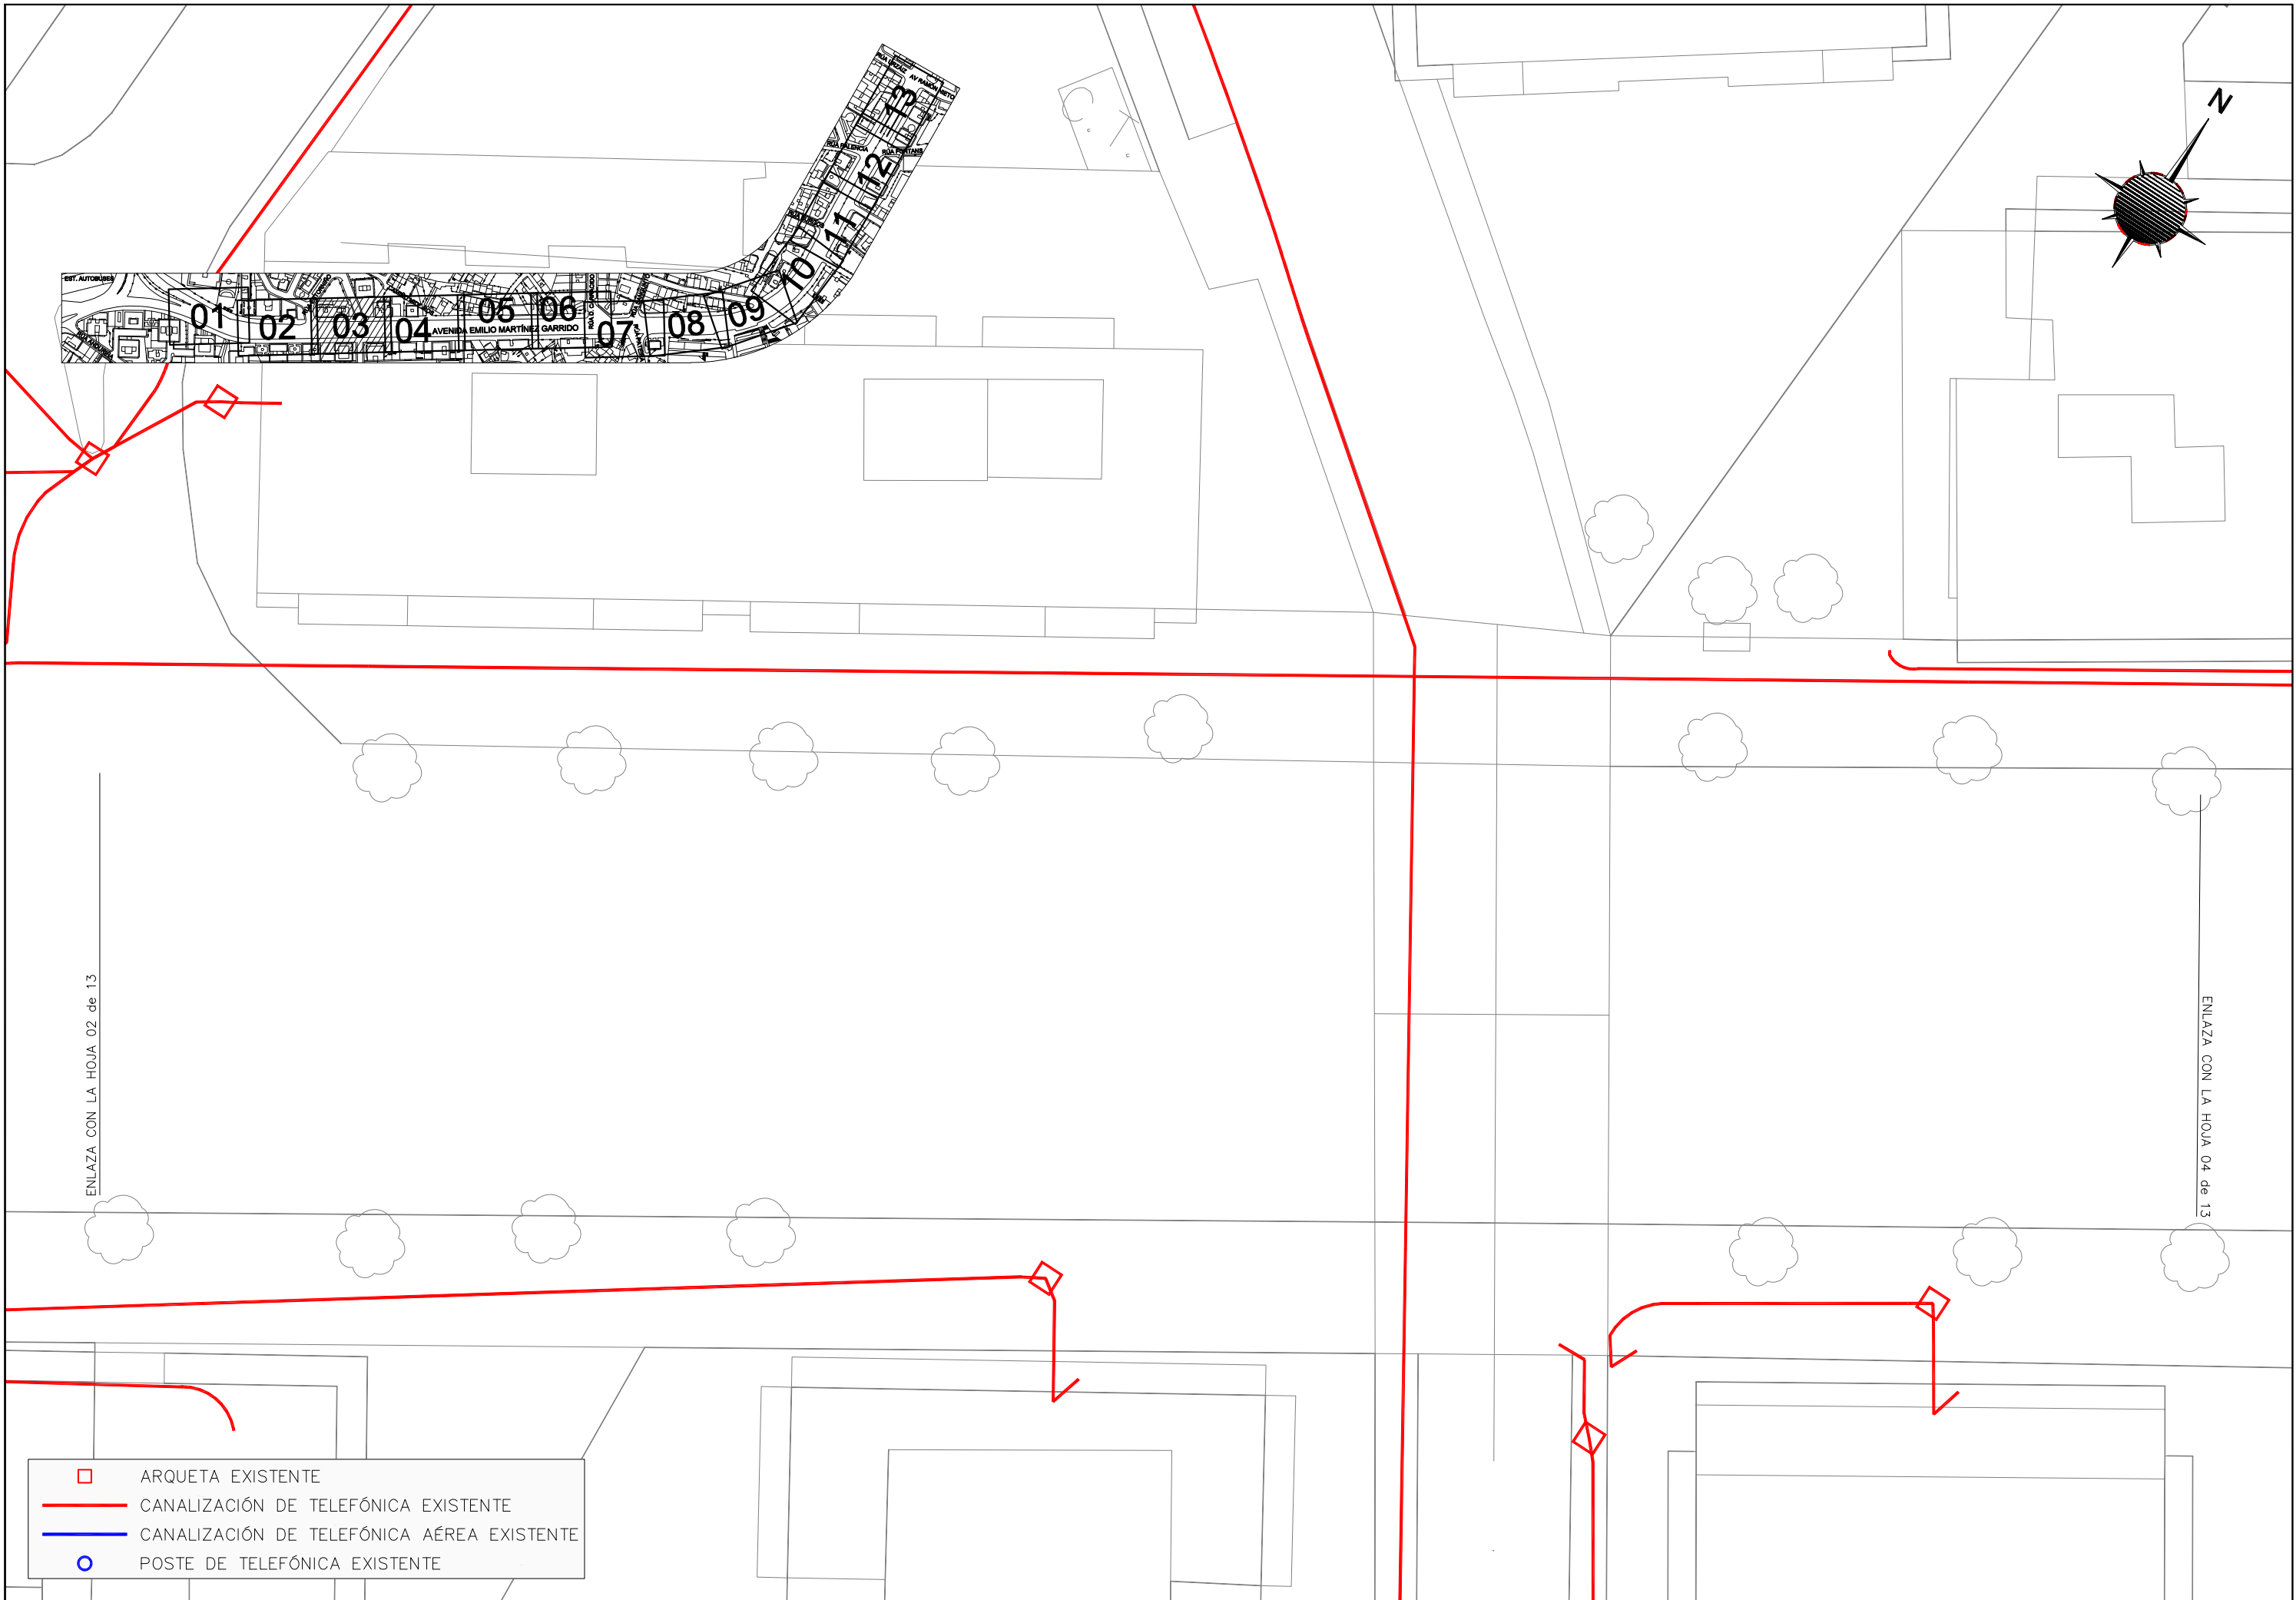 RÚA URZÁIZ
AV RAMÓN NIETO
13
N
RÚA PALENCIA
RÚA FONTANS
12
11
10
EST. AUTOBUSES
01
02
03
04
05
06
07
08
09
AVENIDA EMILIO MARTÍNEZ GARRIDO
ENLAZA CON LA HOJA 02 de 13
ENLAZA CON LA HOJA 04 de 13
ARQUETA EXISTENTE
CANALIZACIÓN DE TELEFÓNICA EXISTENTE
CANALIZACIÓN DE TELEFÓNICA AÉREA EXISTENTE
POSTE DE TELEFÓNICA EXISTENTE